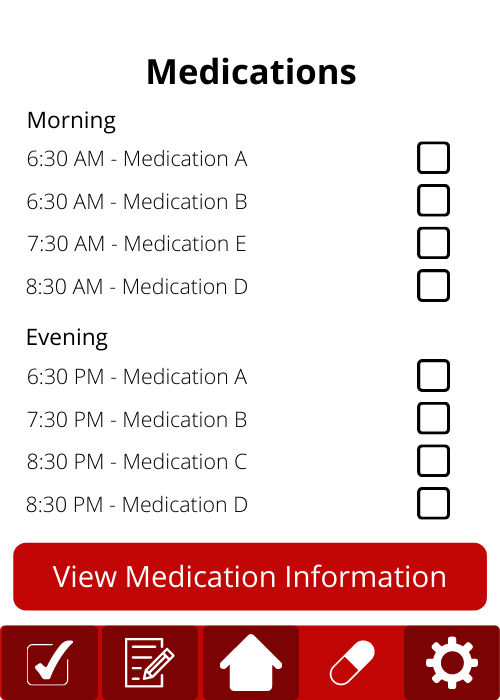 Medications
Morning
6:30 AM - Medication A
6:30 AM - Medication B
7:30 AM - Medication E
8:30 AM - Medication D
Evening
6:30 PM - Medication A
7:30 PM - Medication B
8:30 PM - Medication C
8:30 PM - Medication D
View Medication Information